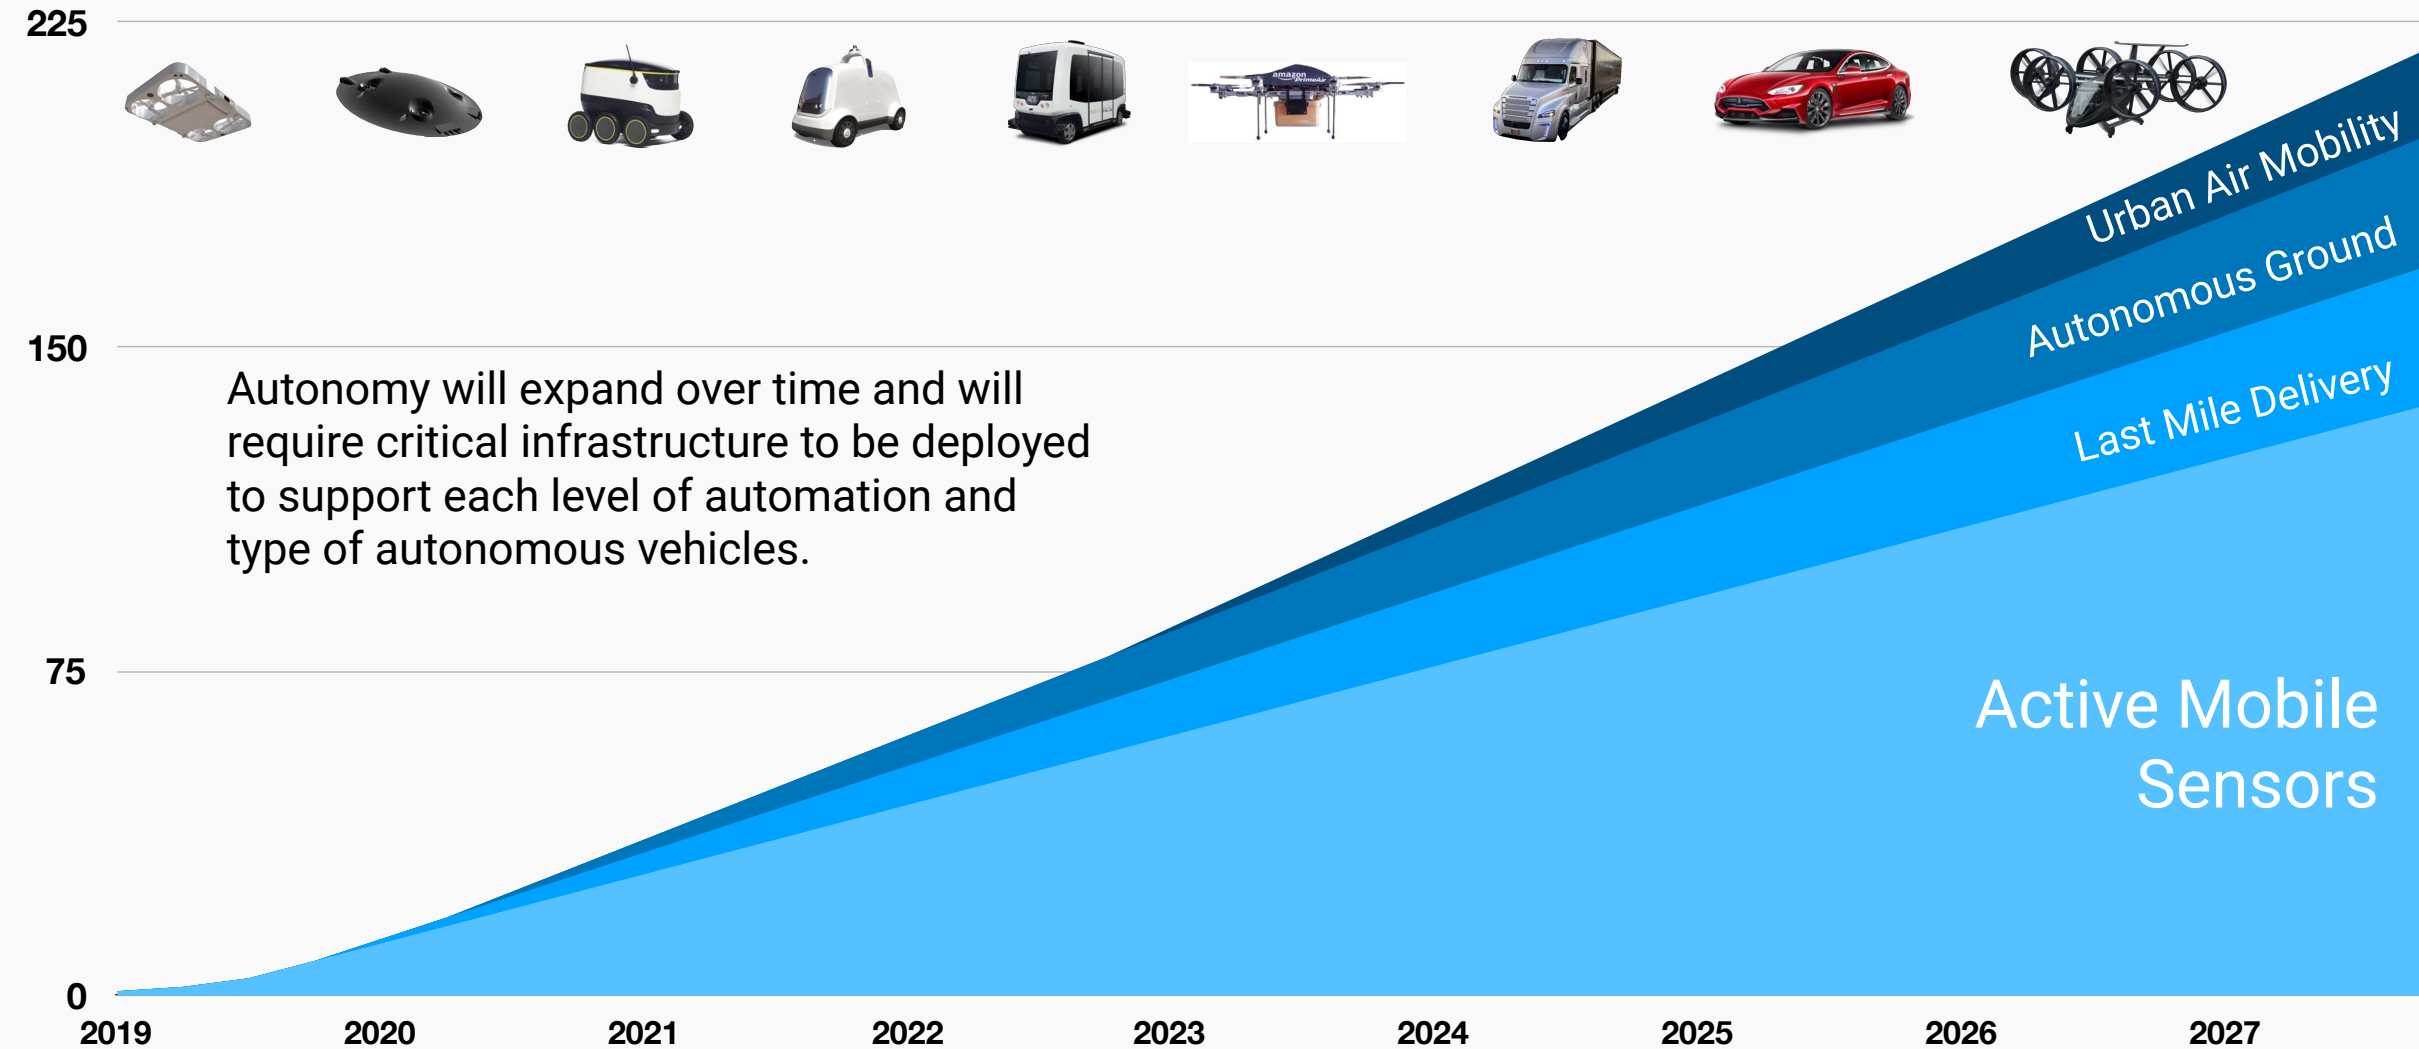 225
amazon
PrimeAir
Urban Air Mobility
Autonomous Ground
150
Autonomy will expand over time and will
require critical infrastructure to be deployed
to support each level of automation and
type of autonomous vehicles.
Last Mile Delivery
75
Active Mobile
Sensors
0
2019 2020 2021 2022 2023 2024 2025 2026 2027